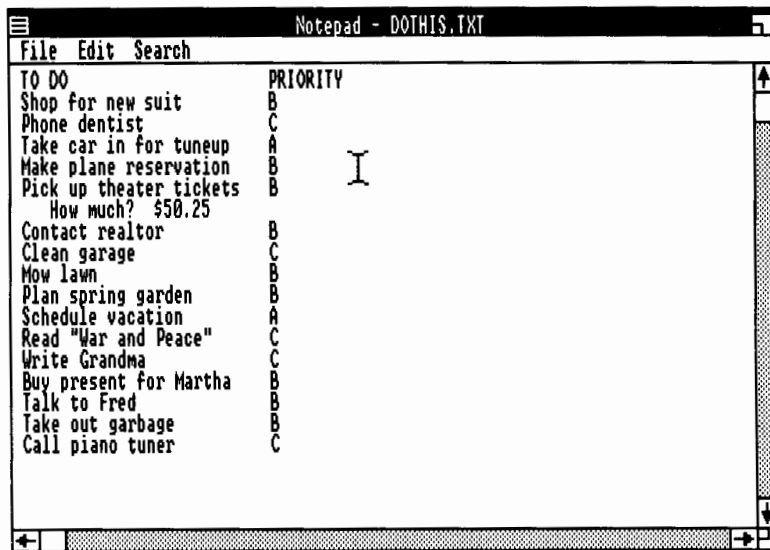 Notepad - DOTHIS.TXT
File Edit Search
TO DO PRIORITY
Shop for new suit B
Phone dentist C
Take car in for tuneup A
Make plane reservation B
Pick up theater tickets B
How much? $50.25
Contact realtor B
Clean garage C
Mow lawn B
Plan spring garden B
Schedule vacation A
Read "War and Peace" C
Write Grandma C
Buy present for Martha B
Talk to Fred B
Take out garbage B
Call piano tuner C